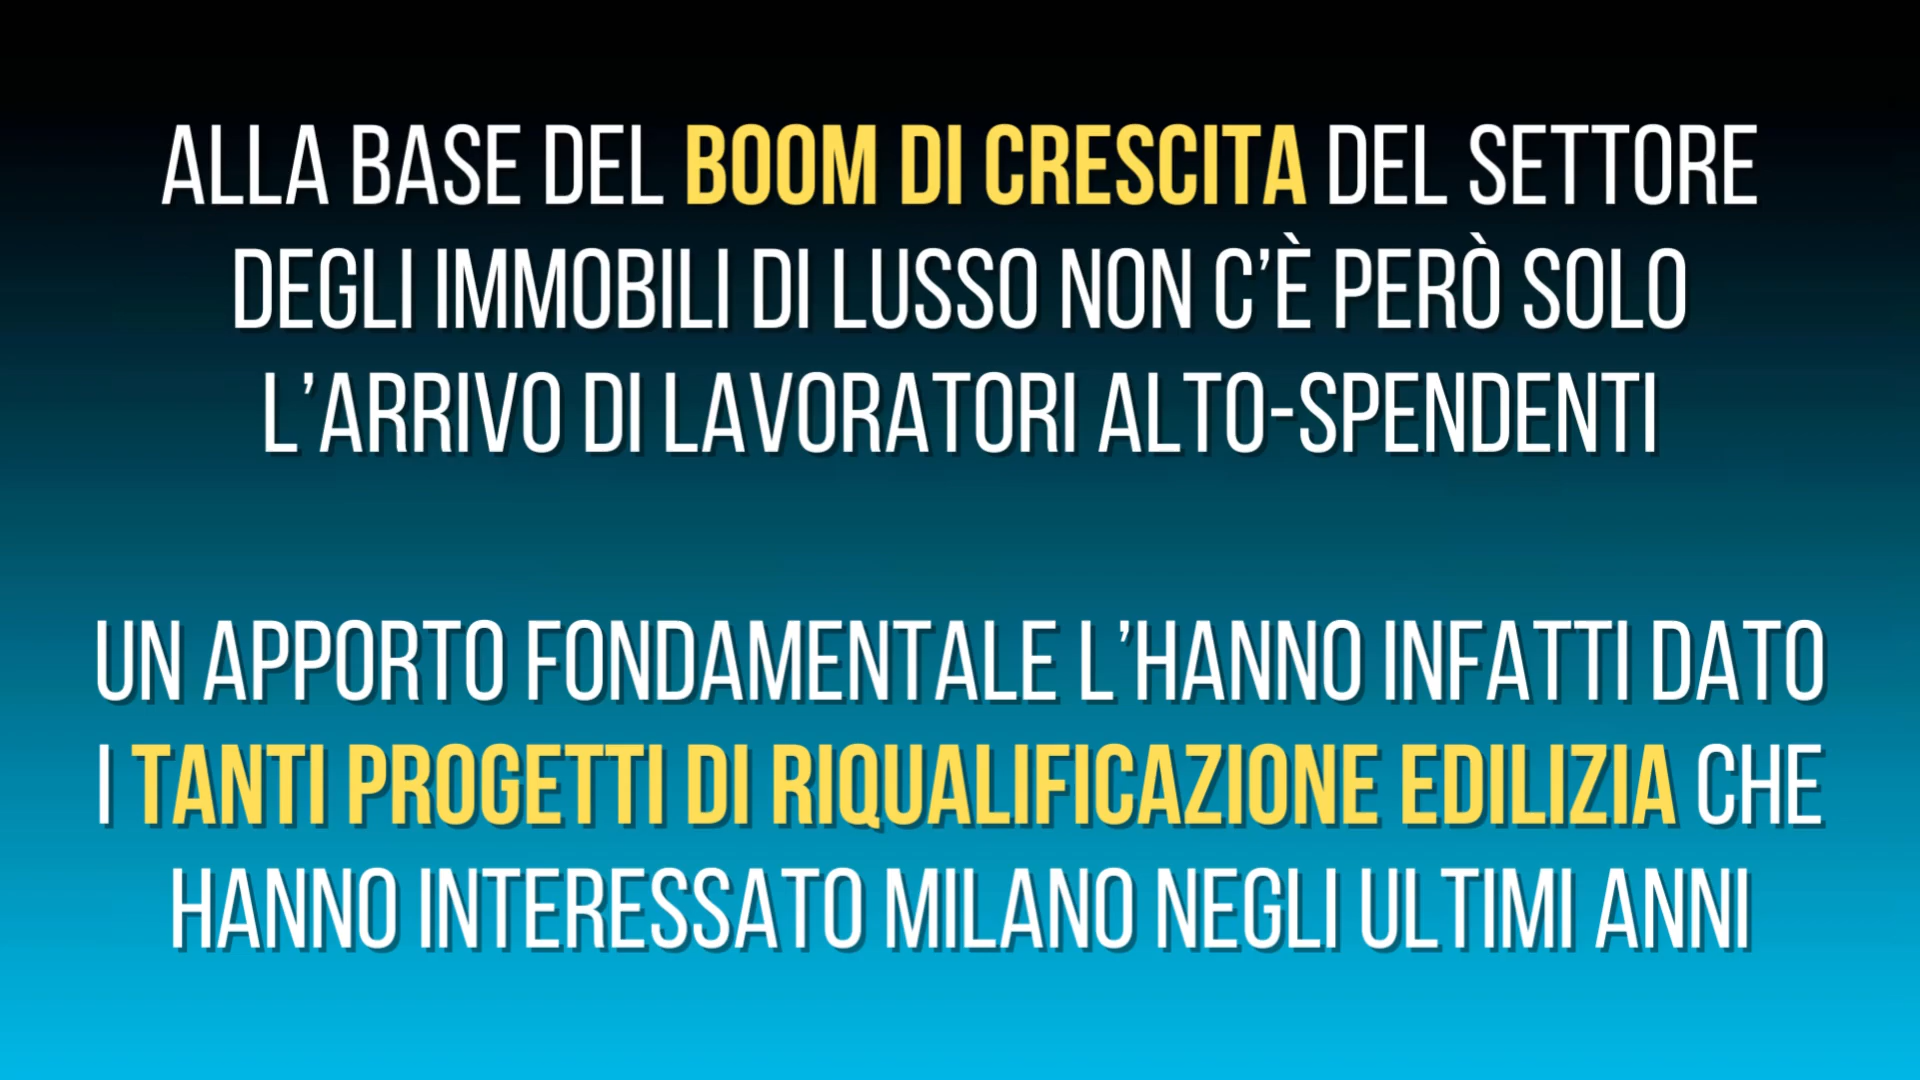 ALLA BASE DEL BOOM DI CRESCITA DEL SETTORE
DEGLI IMMOBILI DI LUSSO NON C’È PERÒ SOLO
L’ARRIVO DI LAVORATORI ALTO-SPENDENTI
UN APPORTO FONDAMENTALE L’HANNO INFATTI DATO
I TANTI PROGETTI DI RIQUALIFICAZIONE EDILIZIA CHE
HANNO INTERESSATO MILANO NEGLI ULTIMI ANNI